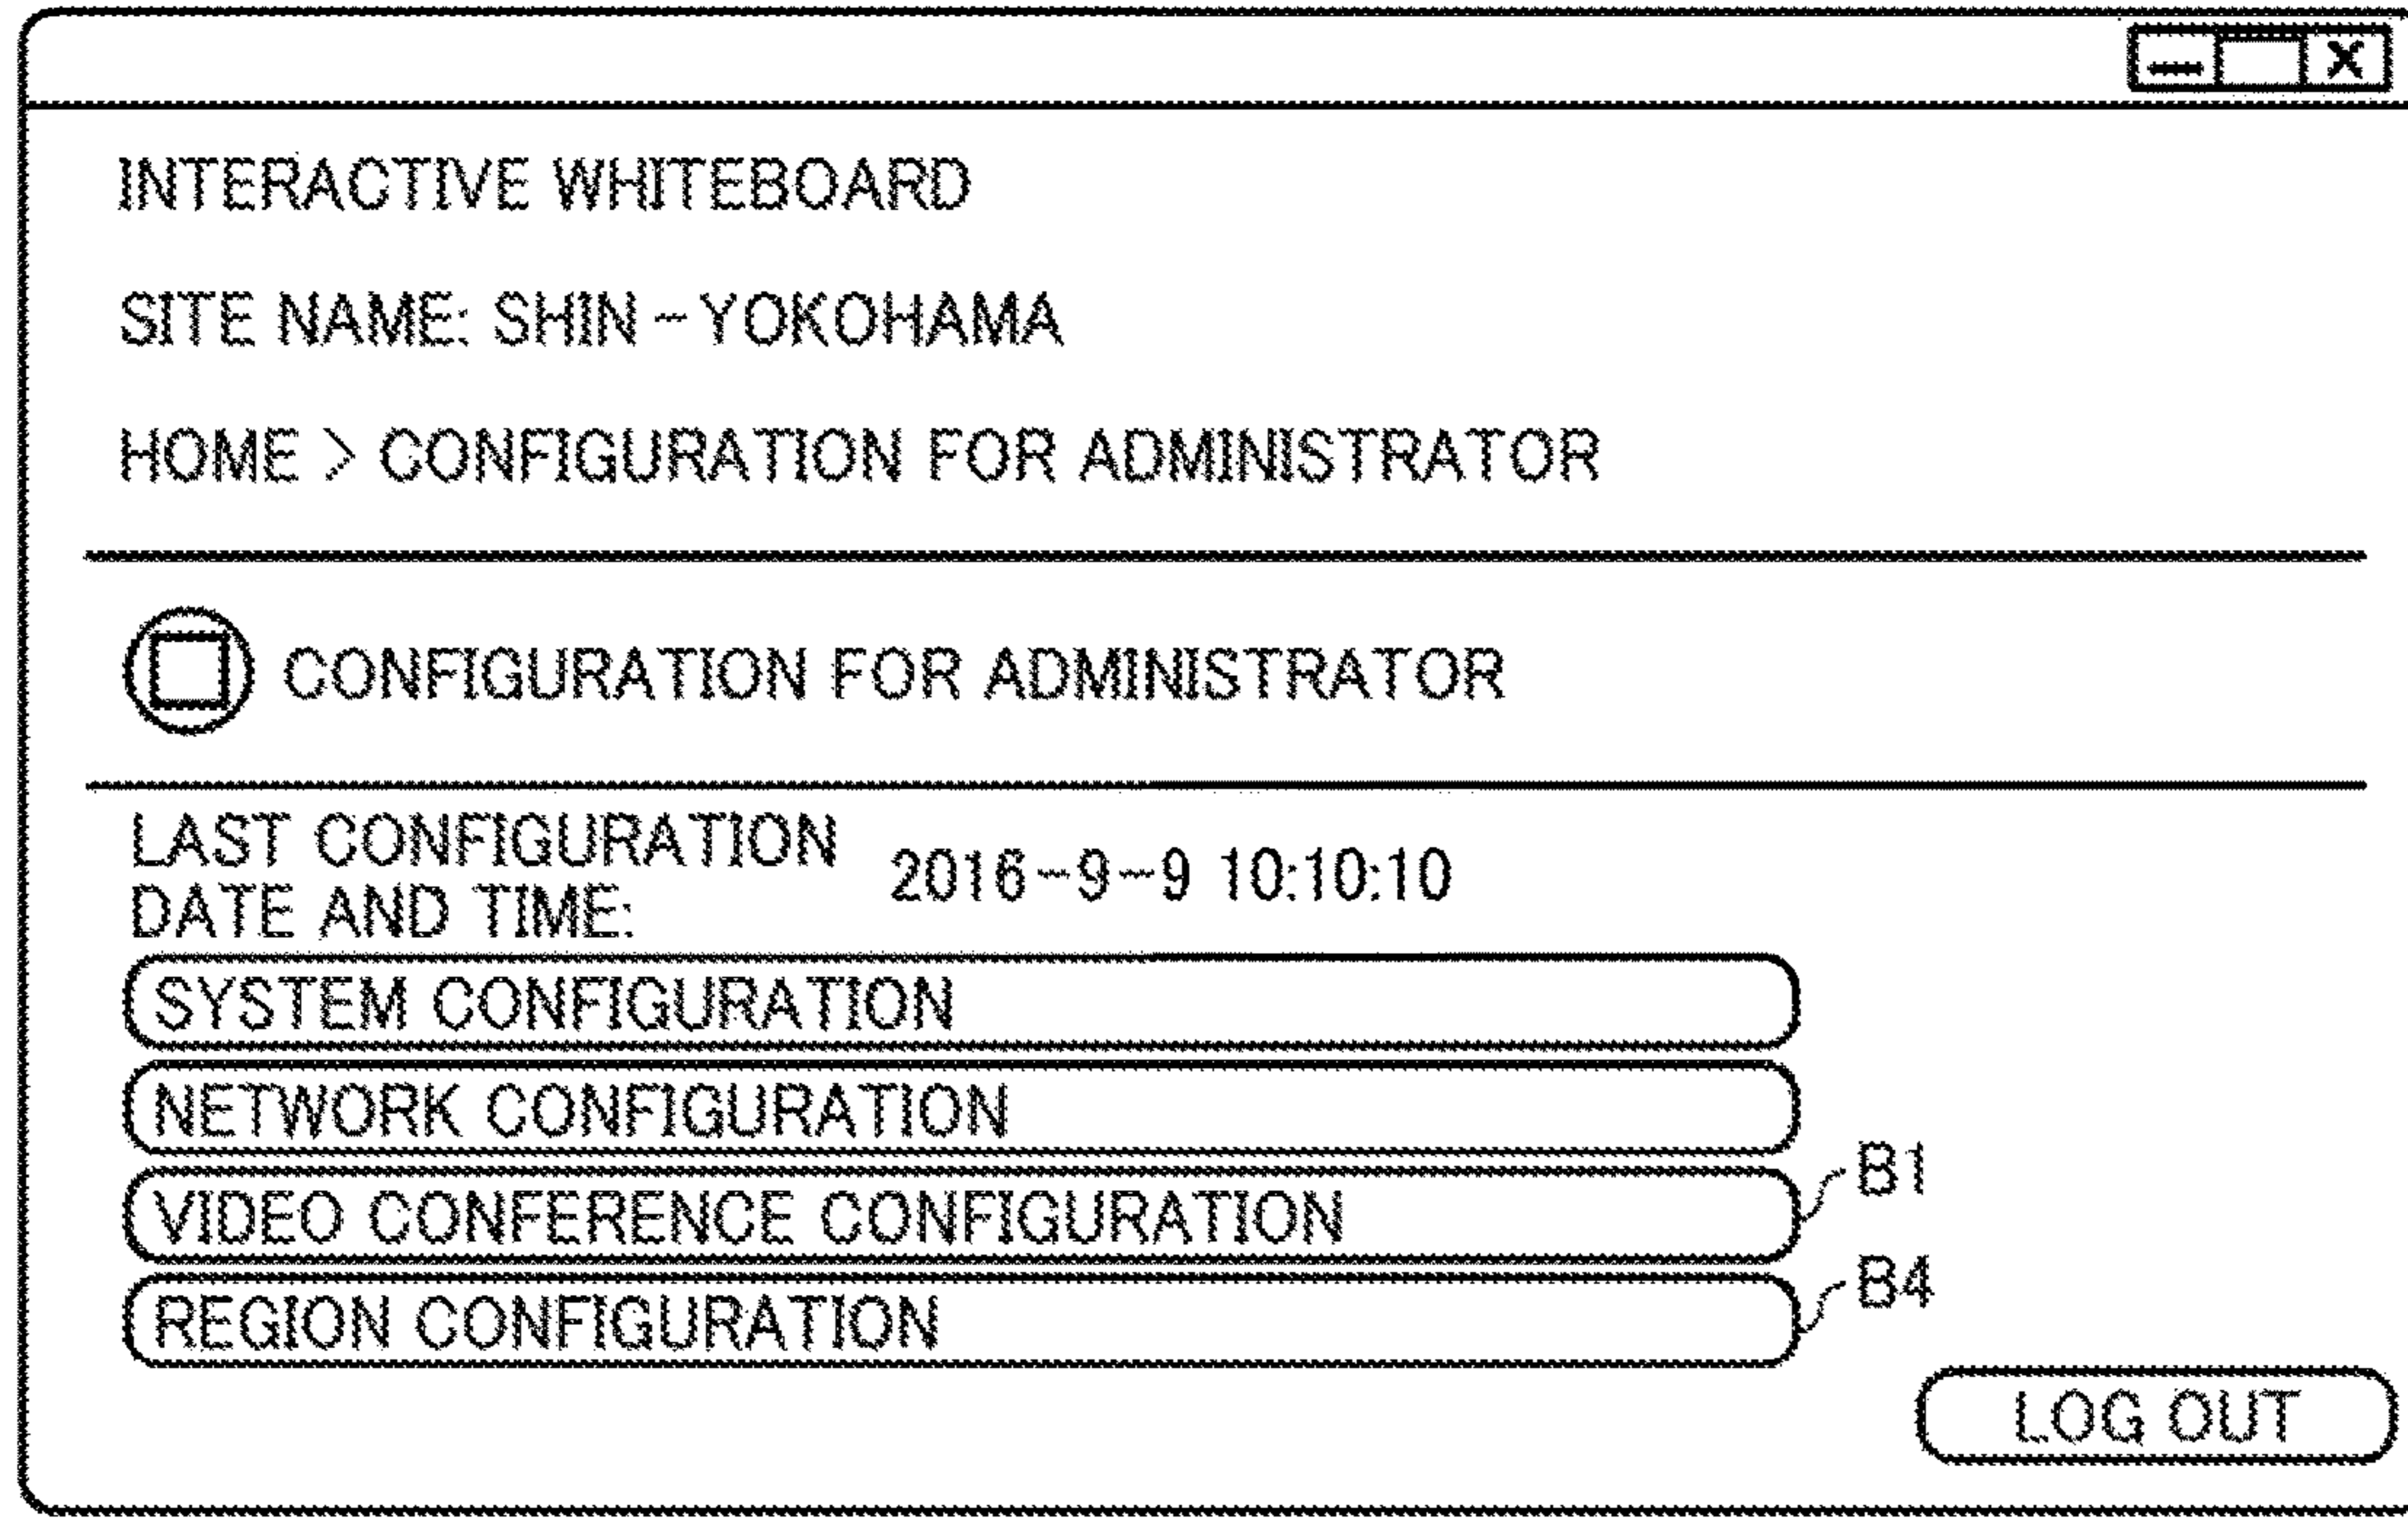 X
INTERACTIVE WHITEBOARD
SITE NAME: SHIN-YOKOHAMA
HOME > CONFIGURATION FOR ADMINISTRATOR
CONFIGURATION FOR ADMINISTRATOR
LAST CONFIGURATION
DATE AND TIME:
2016-9-9 10:10:10
SYSTEM CONFIGURATION
NETWORK CONFIGURATION
VIDEO CONFERENCE CONFIGURATION
B1
REGION CONFIGURATION
B4
LOG OUT